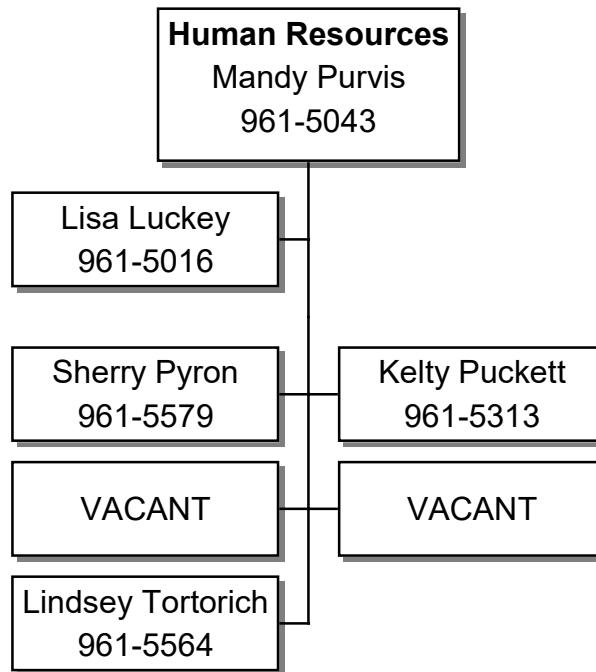 Human Resources
Mandy Purvis
961-5043
Lisa Luckey
961-5016
Sherry Pyron
961-5579
Kelty Puckett
961-5313
VACANT
VACANT
Lindsey Tortorich
961-5564